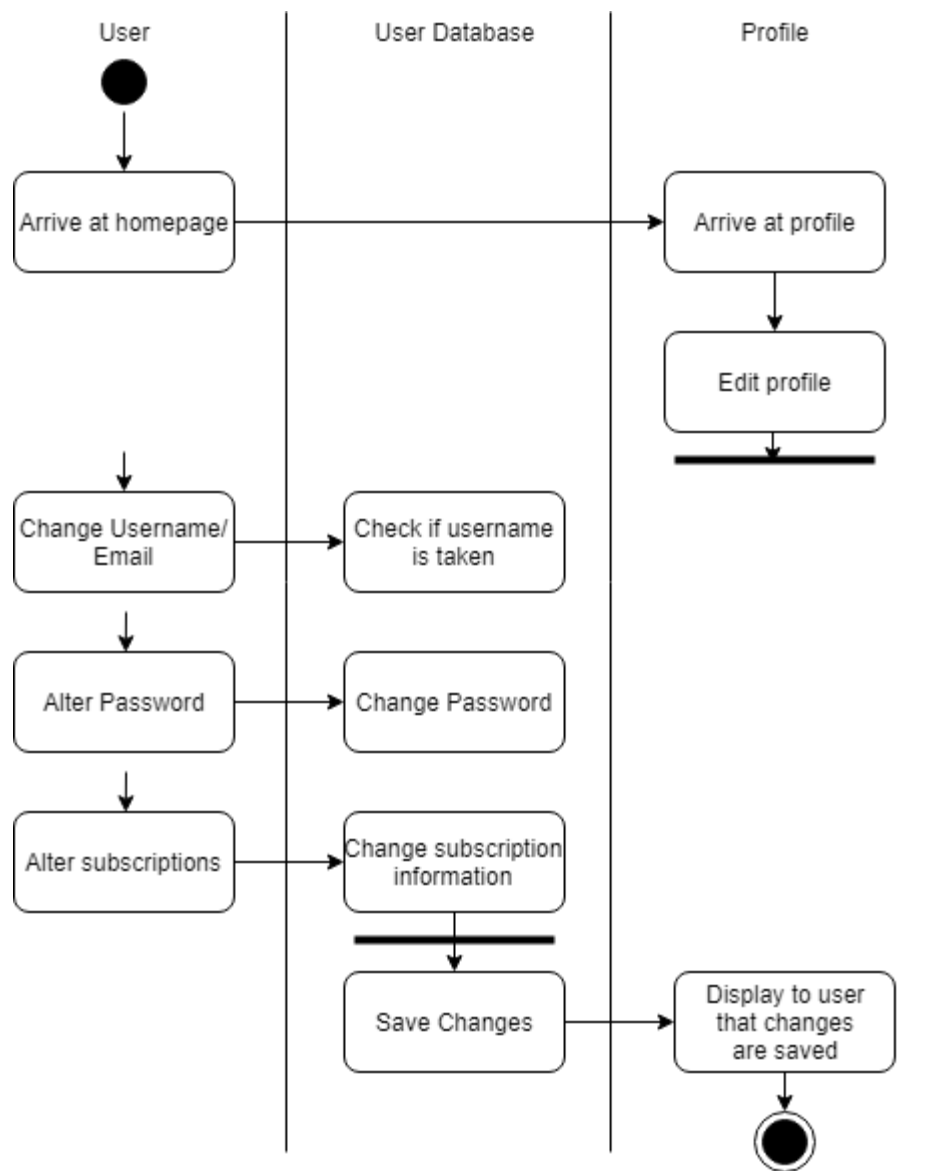 User
User Database
Profile
Arrive at homepage
Arrive at profile
Edit profile
Change Username/
Email
Check if username
is taken
Alter Password
Change Password
Alter subscriptions
Change subscription
information
Save Changes
Display to user
that changes
are saved